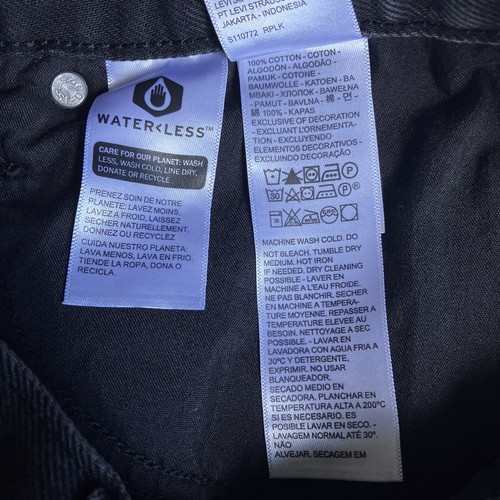 WATER<LESS™
CARE FOR OUR PLANET: WASH
LESS, WASH COLD, LINE DRY,
DONATE OR RECYCLE
PRENEZ SOIN DE NOTRE
PLANETE: LAVEZ MOINS,
LAVEZ A FROID, LAISSEZ
SECHER NATURELLEMENT,
DONNEZ OU RECYCLEZ
CUIDA NUESTRO PLANETA:
LAVA MENOS, LAVA EN FRIO,
TIENDE LA ROPA, DONA O
RECICLA.
PT LEVI STRAUSS
JAKARTA - INDONESIA
S110772 RPLK
100% COTTON - COTON -
ALGODÓN - ALGODÃO -
PAMUK - COTONE -
BAUMWOLLE - KATOEN - BA
MBAKI - ХЛОПОК - BAWEŁNA
- PAMUT - BAVLNA - 棉 - 면 -
綿 100% - KAPAS
EXCLUSIVE OF DECORATION
- EXCLUANT L'ORNEMENTA-
TION - EXCLUYENDO
ELEMENTOS DECORATIVOS -
EXCLUINDO DECORAÇÃO
MACHINE WASH COLD. DO
NOT BLEACH. TUMBLE DRY
MEDIUM. HOT IRON
IF NEEDED. DRY CLEANING
POSSIBLE - LAVER EN
MACHINE A L'EAU FROIDE.
NE PAS BLANCHIR. SECHER
EN MACHINE A TEMPERA-
TURE MOYENNE. REPASSER A
TEMPERATURE ELEVEE AU
BESOIN. NETTOYAGE A SEC
POSSIBLE. - LAVAR EN
LAVADORA CON AGUA FRIA A
30ºC Y DETERGENTE,
EXPRIMIR. NO USAR
BLANQUEADOR.
SECADO MEDIO EN
SECADORA. PLANCHAR EN
TEMPERATURA ALTA A 200ºC
SI ES NECESARIO. ES
POSIBLE LAVAR EN SECO. -
LAVAGEM NORMAL ATÉ 30º.
NÃO
ALVEJAR. SECAGEM EM